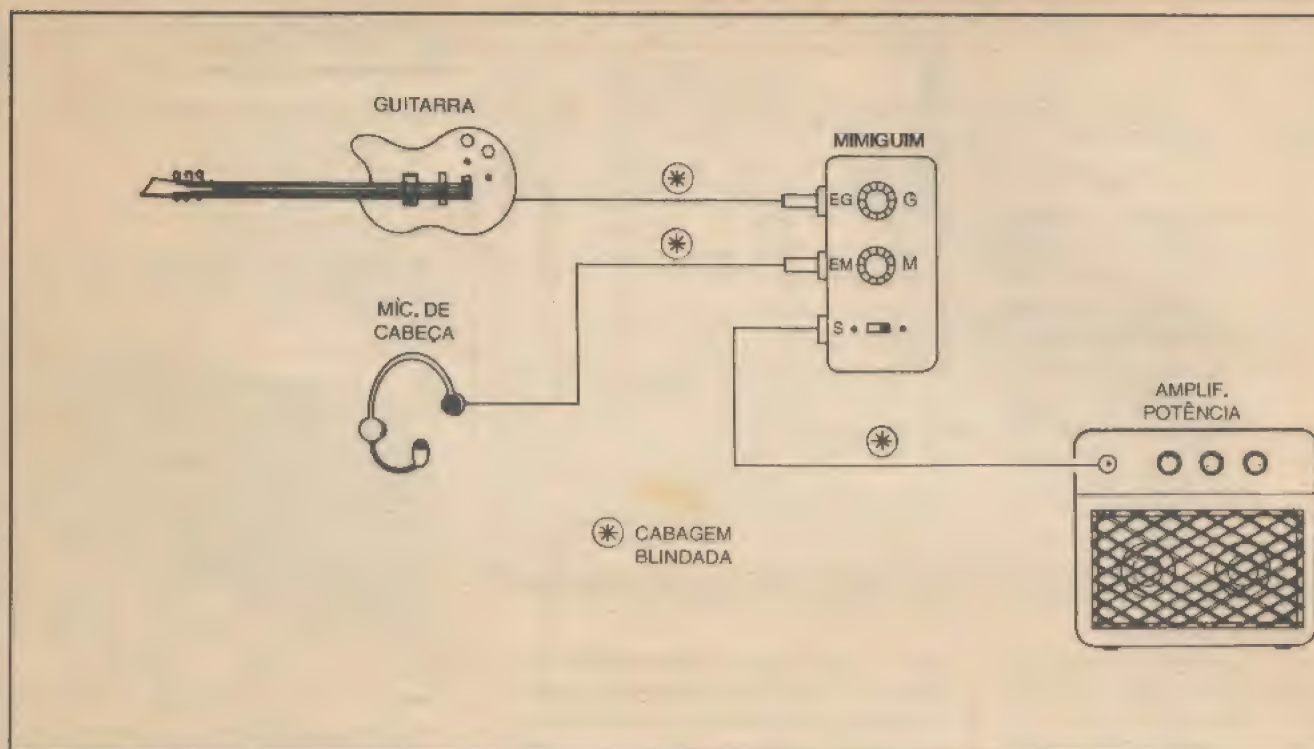 GUITARRA
MIMIGUIM
EG G
EM M
S
MÍC. DE
CABEÇA
AMPLIF.
POTÊNCIA
CABAGEM
BLINDADA